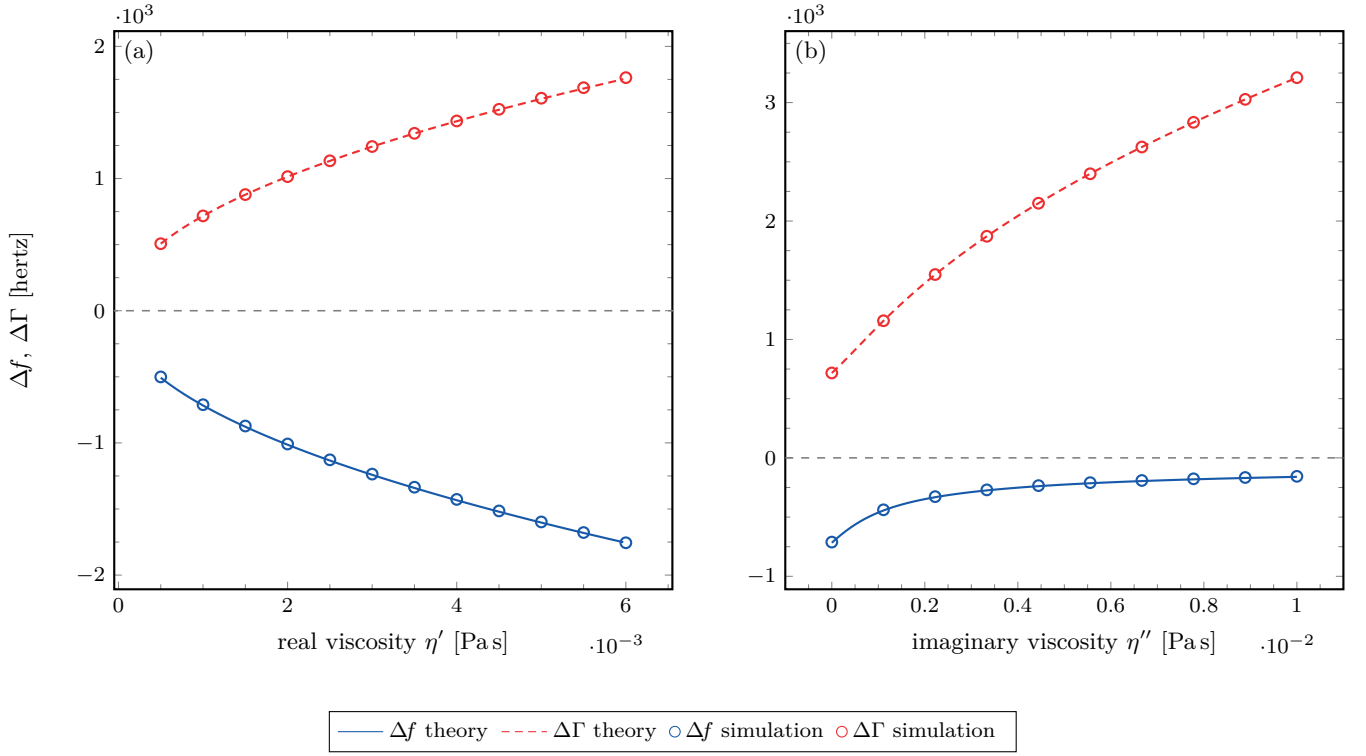 ·10³
·10³
(a)
(b)
2
1
0
−1
−2
3
2
1
0
−1
Δf, ΔΓ [hertz]
0
2
4
6
0
0.2
0.4
0.6
0.8
1
real viscosity η′ [Pa s]
·10⁻³
imaginary viscosity η″ [Pa s]
·10⁻²
Δf theory
ΔΓ theory
Δf simulation
ΔΓ simulation